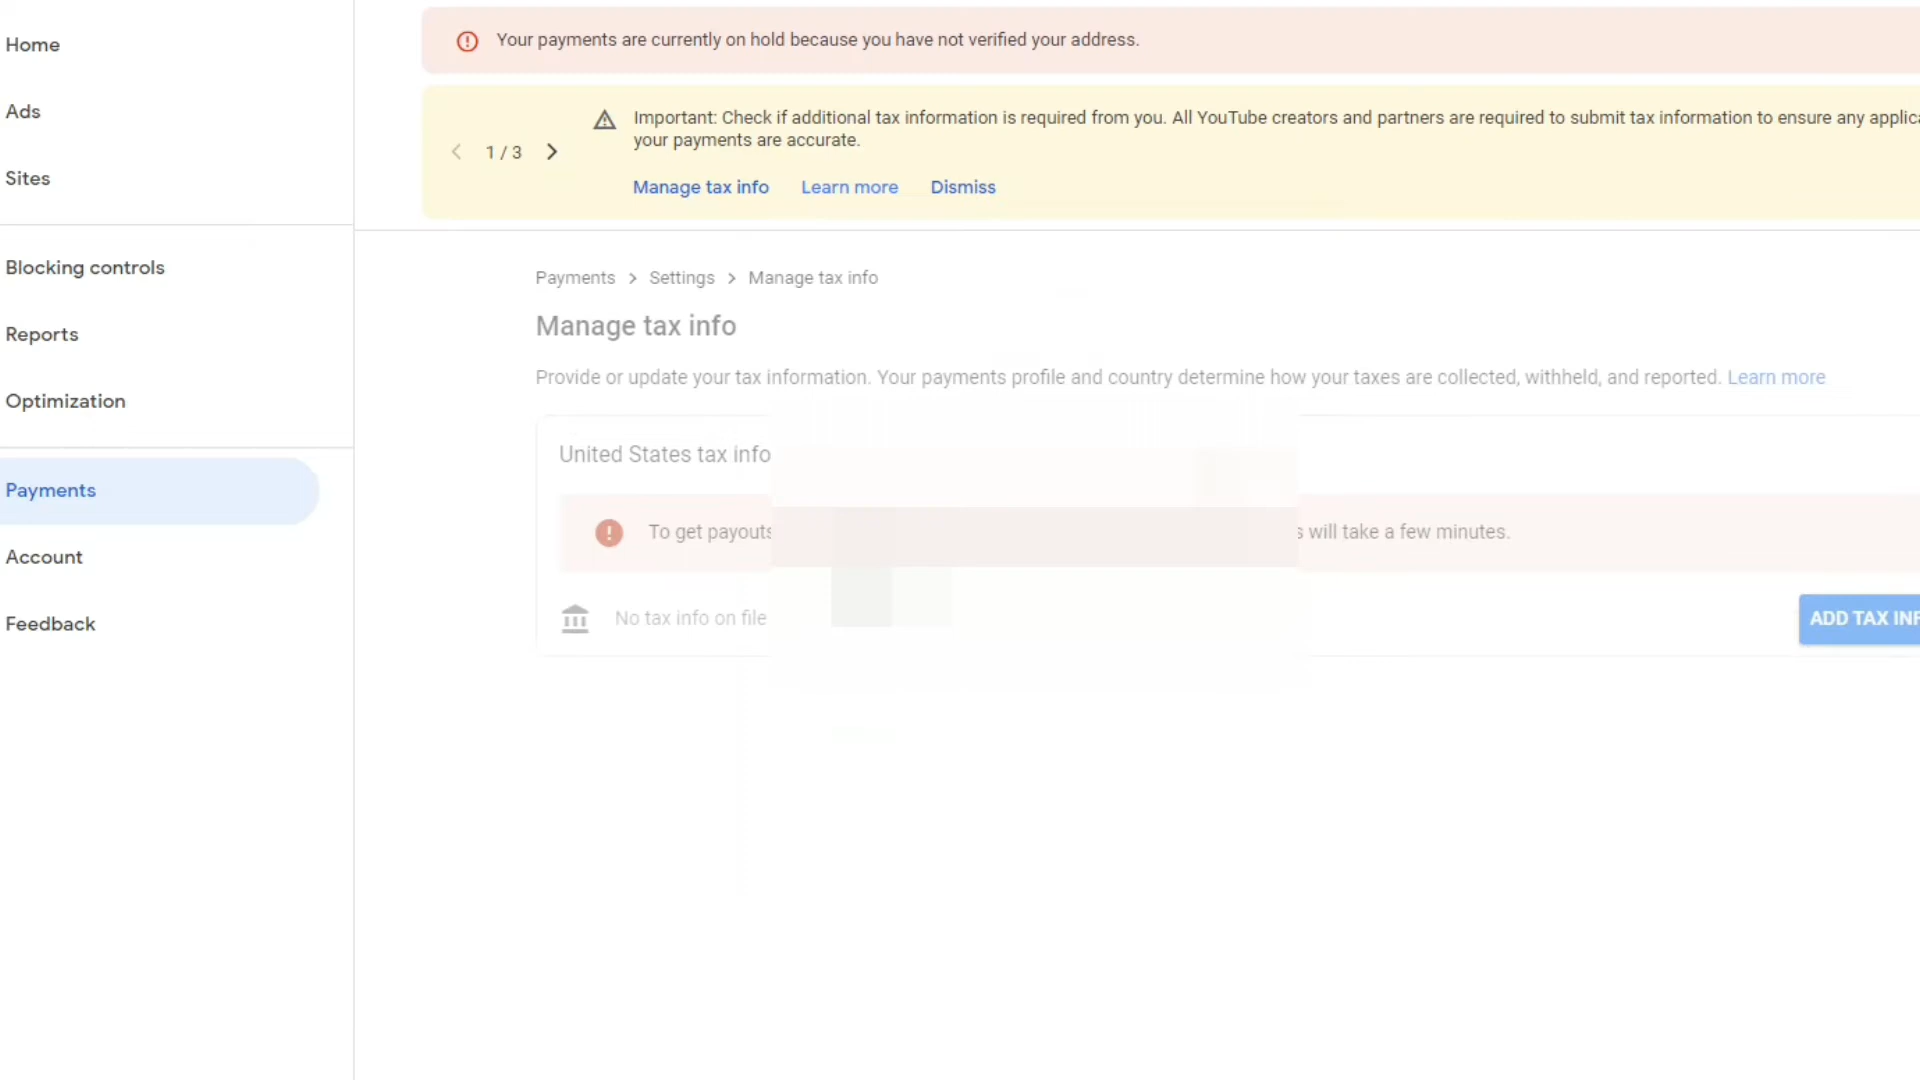 Home
Ads
Sites
Blocking controls
Reports
Optimization
Payments
Account
Feedback
Your payments are currently on hold because you have not verified your address.
1 / 3
Important: Check if additional tax information is required from you. All YouTube creators and partners are required to submit tax information to ensure any
your payments are accurate.
Manage tax info Learn more Dismiss
Payments > Settings > Manage tax info
Manage tax info
Provide or update your tax information. Your payments profile and country determine how your taxes are collected, withheld, and reported. Learn more
United States tax info
To get payouts will take a few minutes.
No tax info on file
ADD TAX